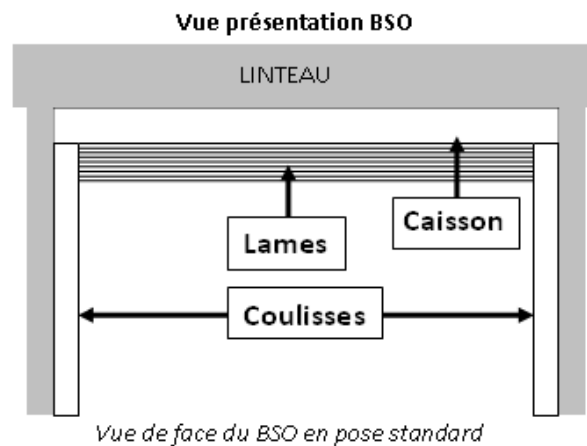 Vue présentation BSO
LINTEAU
Caisson
Lames
Coulisses
Vue de face du BSO en pose standard